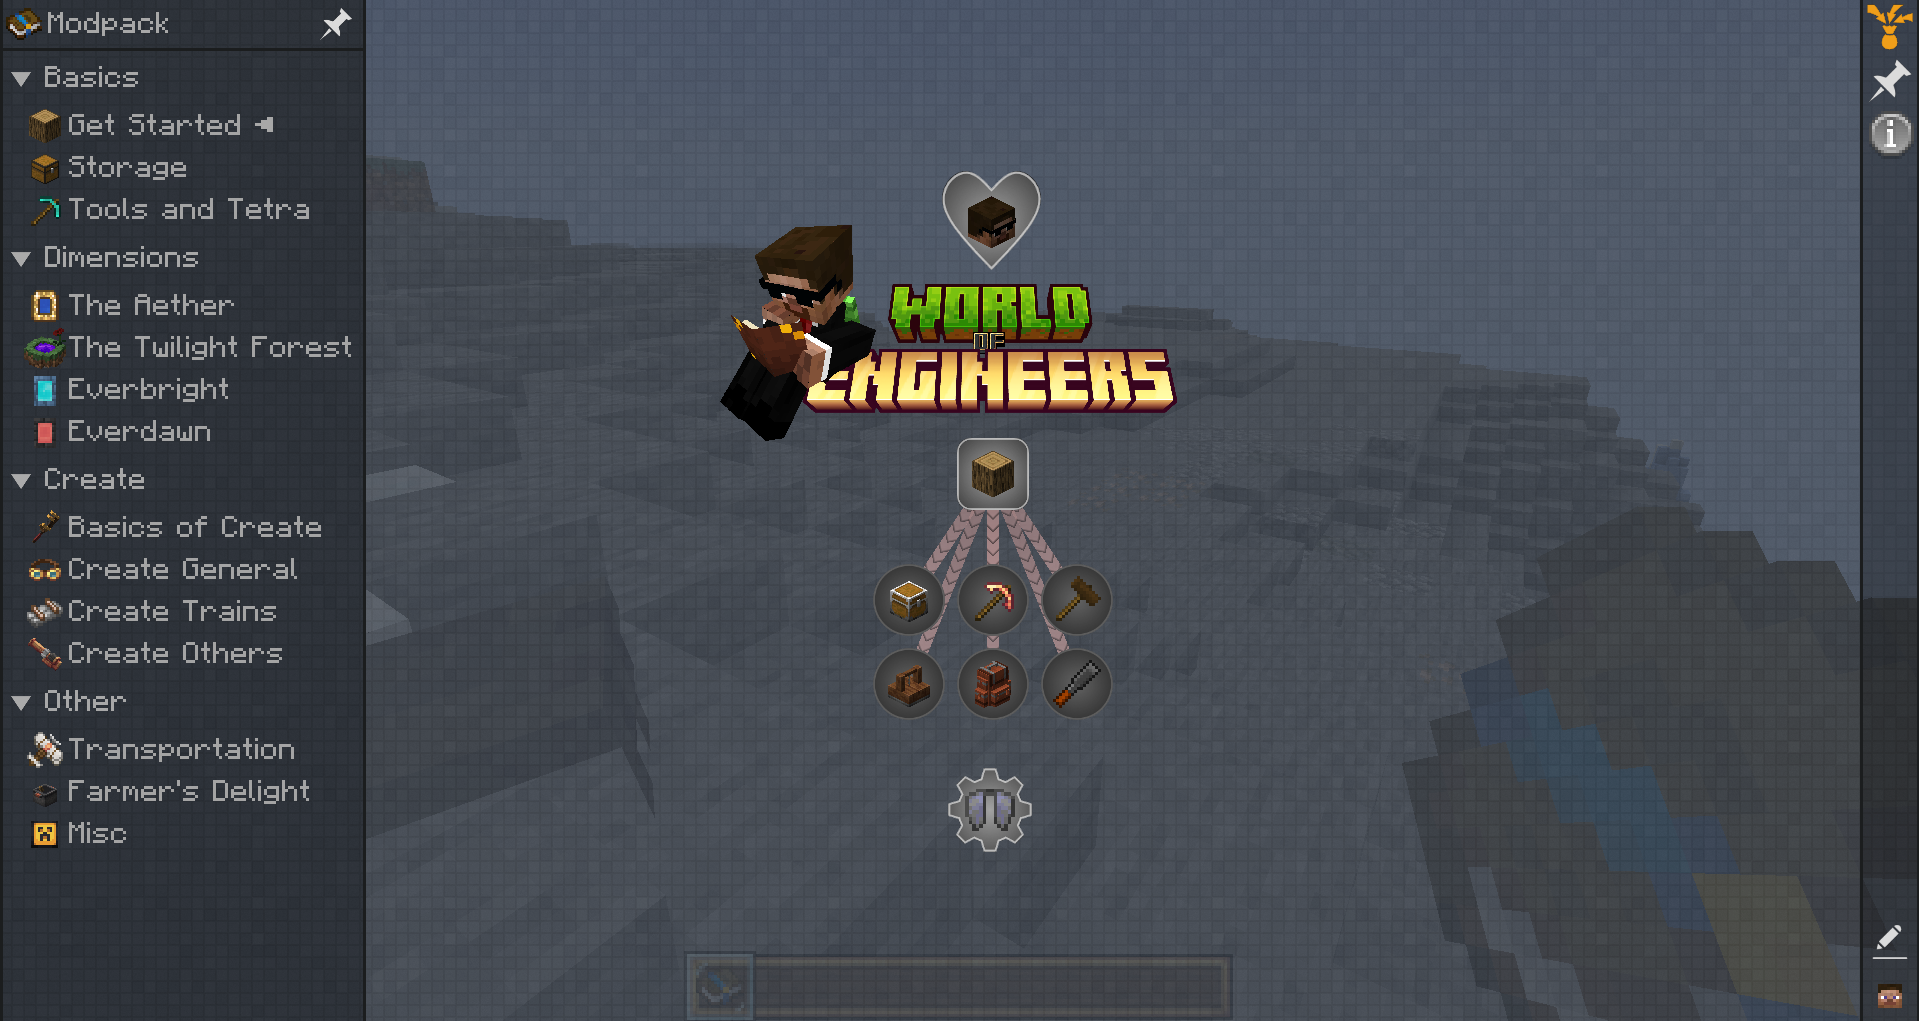 Modpack
Basics
Get Started
Storage
Tools and Tetra
Dimensions
The Aether
The Twilight Forest
Everbright
Everdawn
Create
Basics of Create
Create General
Create Trains
Create Others
Other
Transportation
Farmer's Delight
Misc
WORLD
OF
ENGINEERS